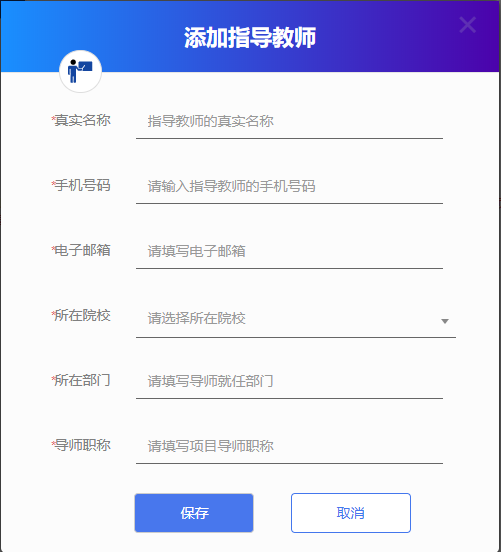 添加指导教师
*真实名称 指导教师的真实名称
*手机号码 请输入指导教师的手机号码
*电子邮箱 请填写电子邮箱
*所在院校 请选择所在院校
*所在部门 请填写导师就任部门
*导师职称 请填写项目导师职称
保存 取消